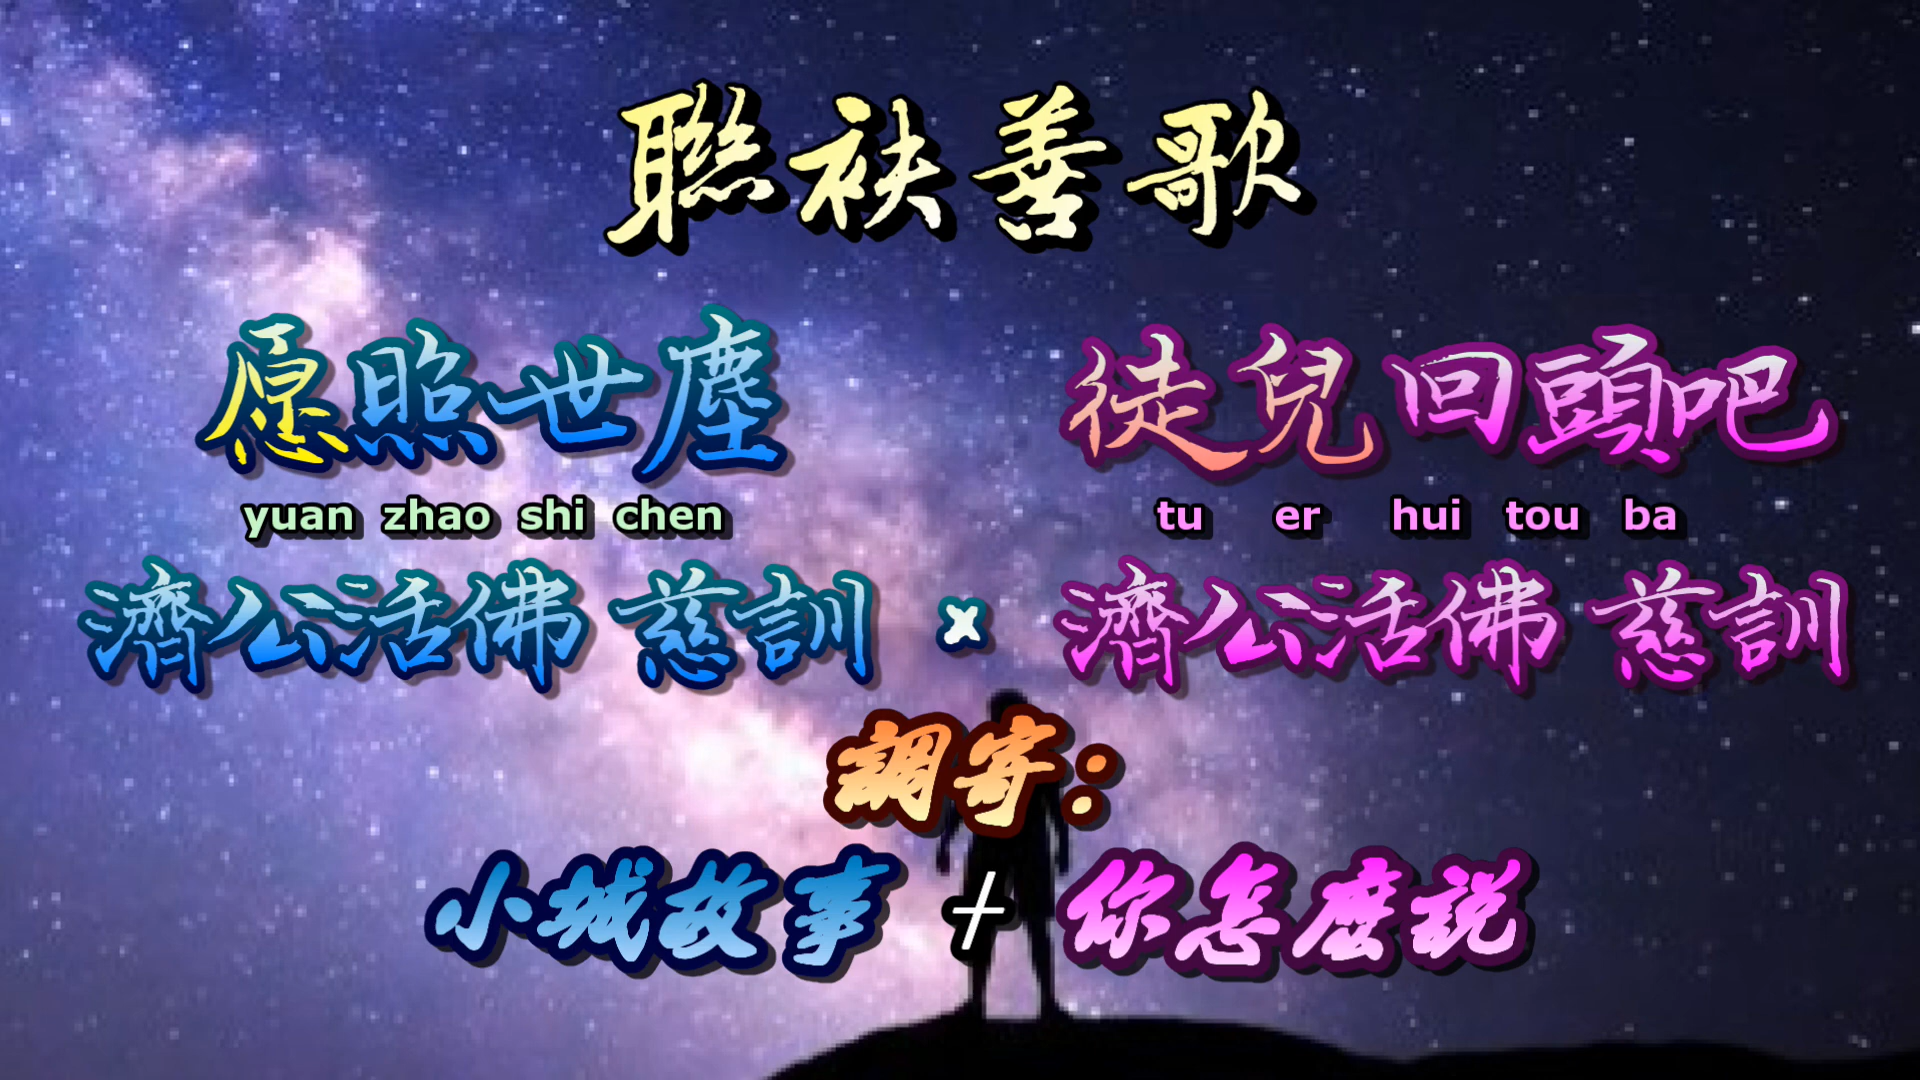 聯袂善歌
愿照世塵 徒兒回頭吧
yuan zhao shi chen tu er hui tou ba
濟公活佛 慈訓 x 濟公活佛 慈訓
調寄：
小城故事 + 你怎麽説